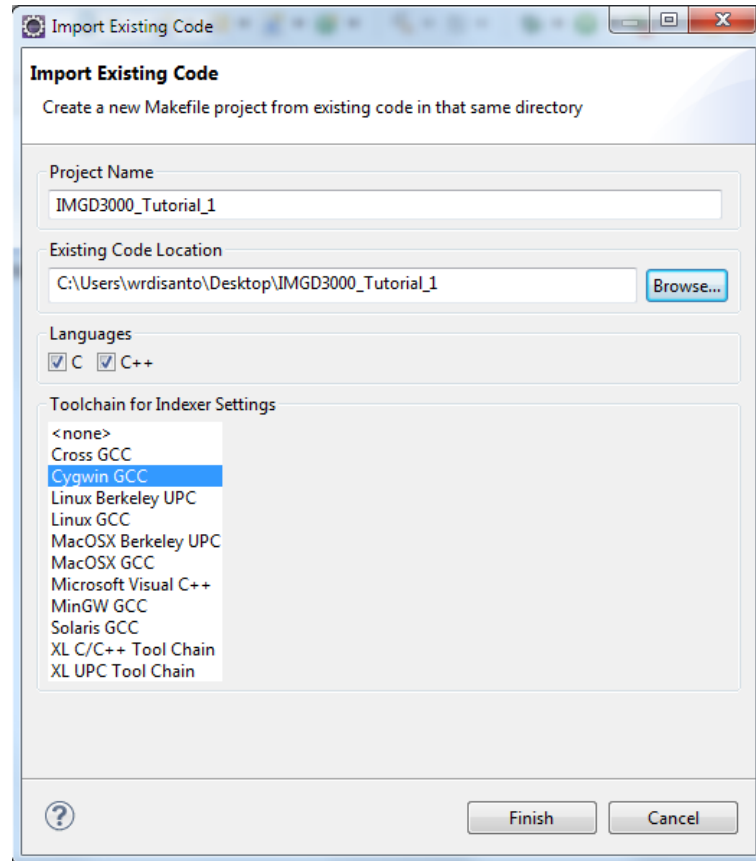 Import Existing Code
Import Existing Code
Create a new Makefile project from existing code in that same directory
Project Name
IMGD3000_Tutorial_1
Existing Code Location
C:\Users\wrdisanto\Desktop\IMGD3000_Tutorial_1
Browse...
Languages
C C++
Toolchain for Indexer Settings
<none>
Cross GCC
Cygwin GCC
Linux Berkeley UPC
Linux GCC
MacOSX Berkeley UPC
MacOSX GCC
Microsoft Visual C++
MinGW GCC
Solaris GCC
XL C/C++ Tool Chain
XL UPC Tool Chain
? Finish Cancel